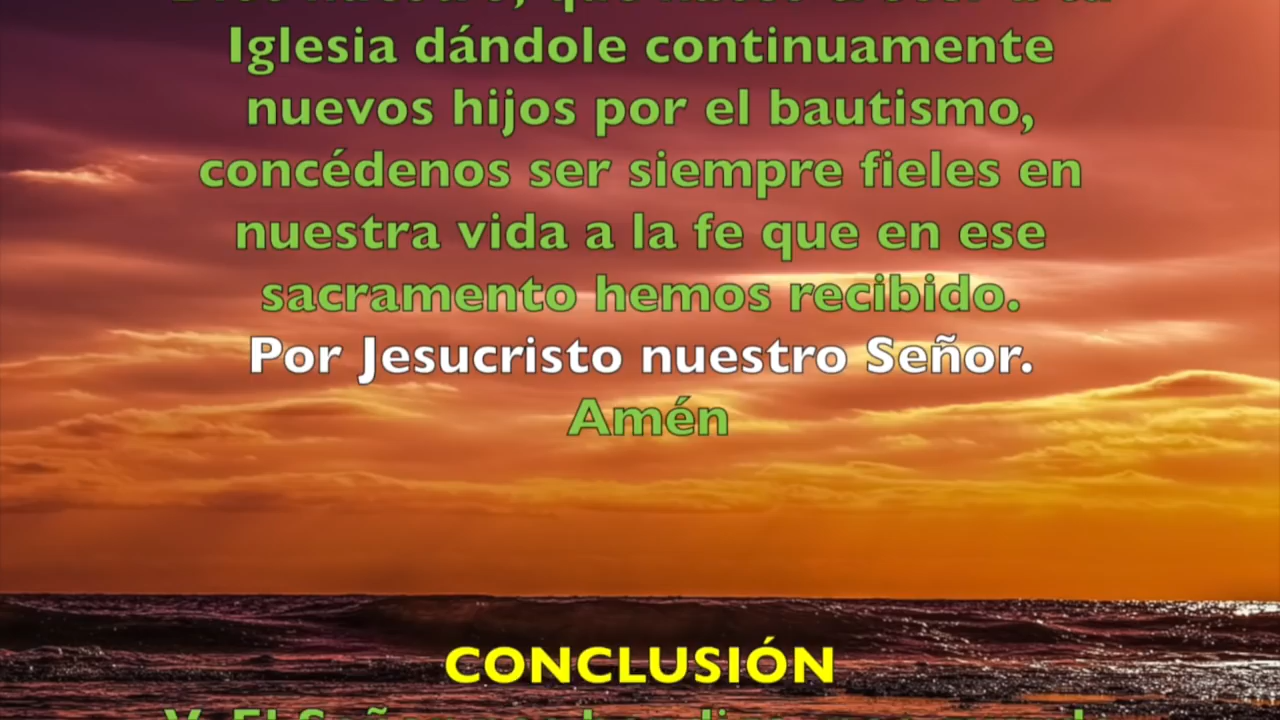 Iglesia dándole continuamente
nuevos hijos por el bautismo,
concédenos ser siempre fieles en
nuestra vida a la fe que en ese
sacramento hemos recibido.
Por Jesucristo nuestro Señor.
Amén
CONCLUSIÓN